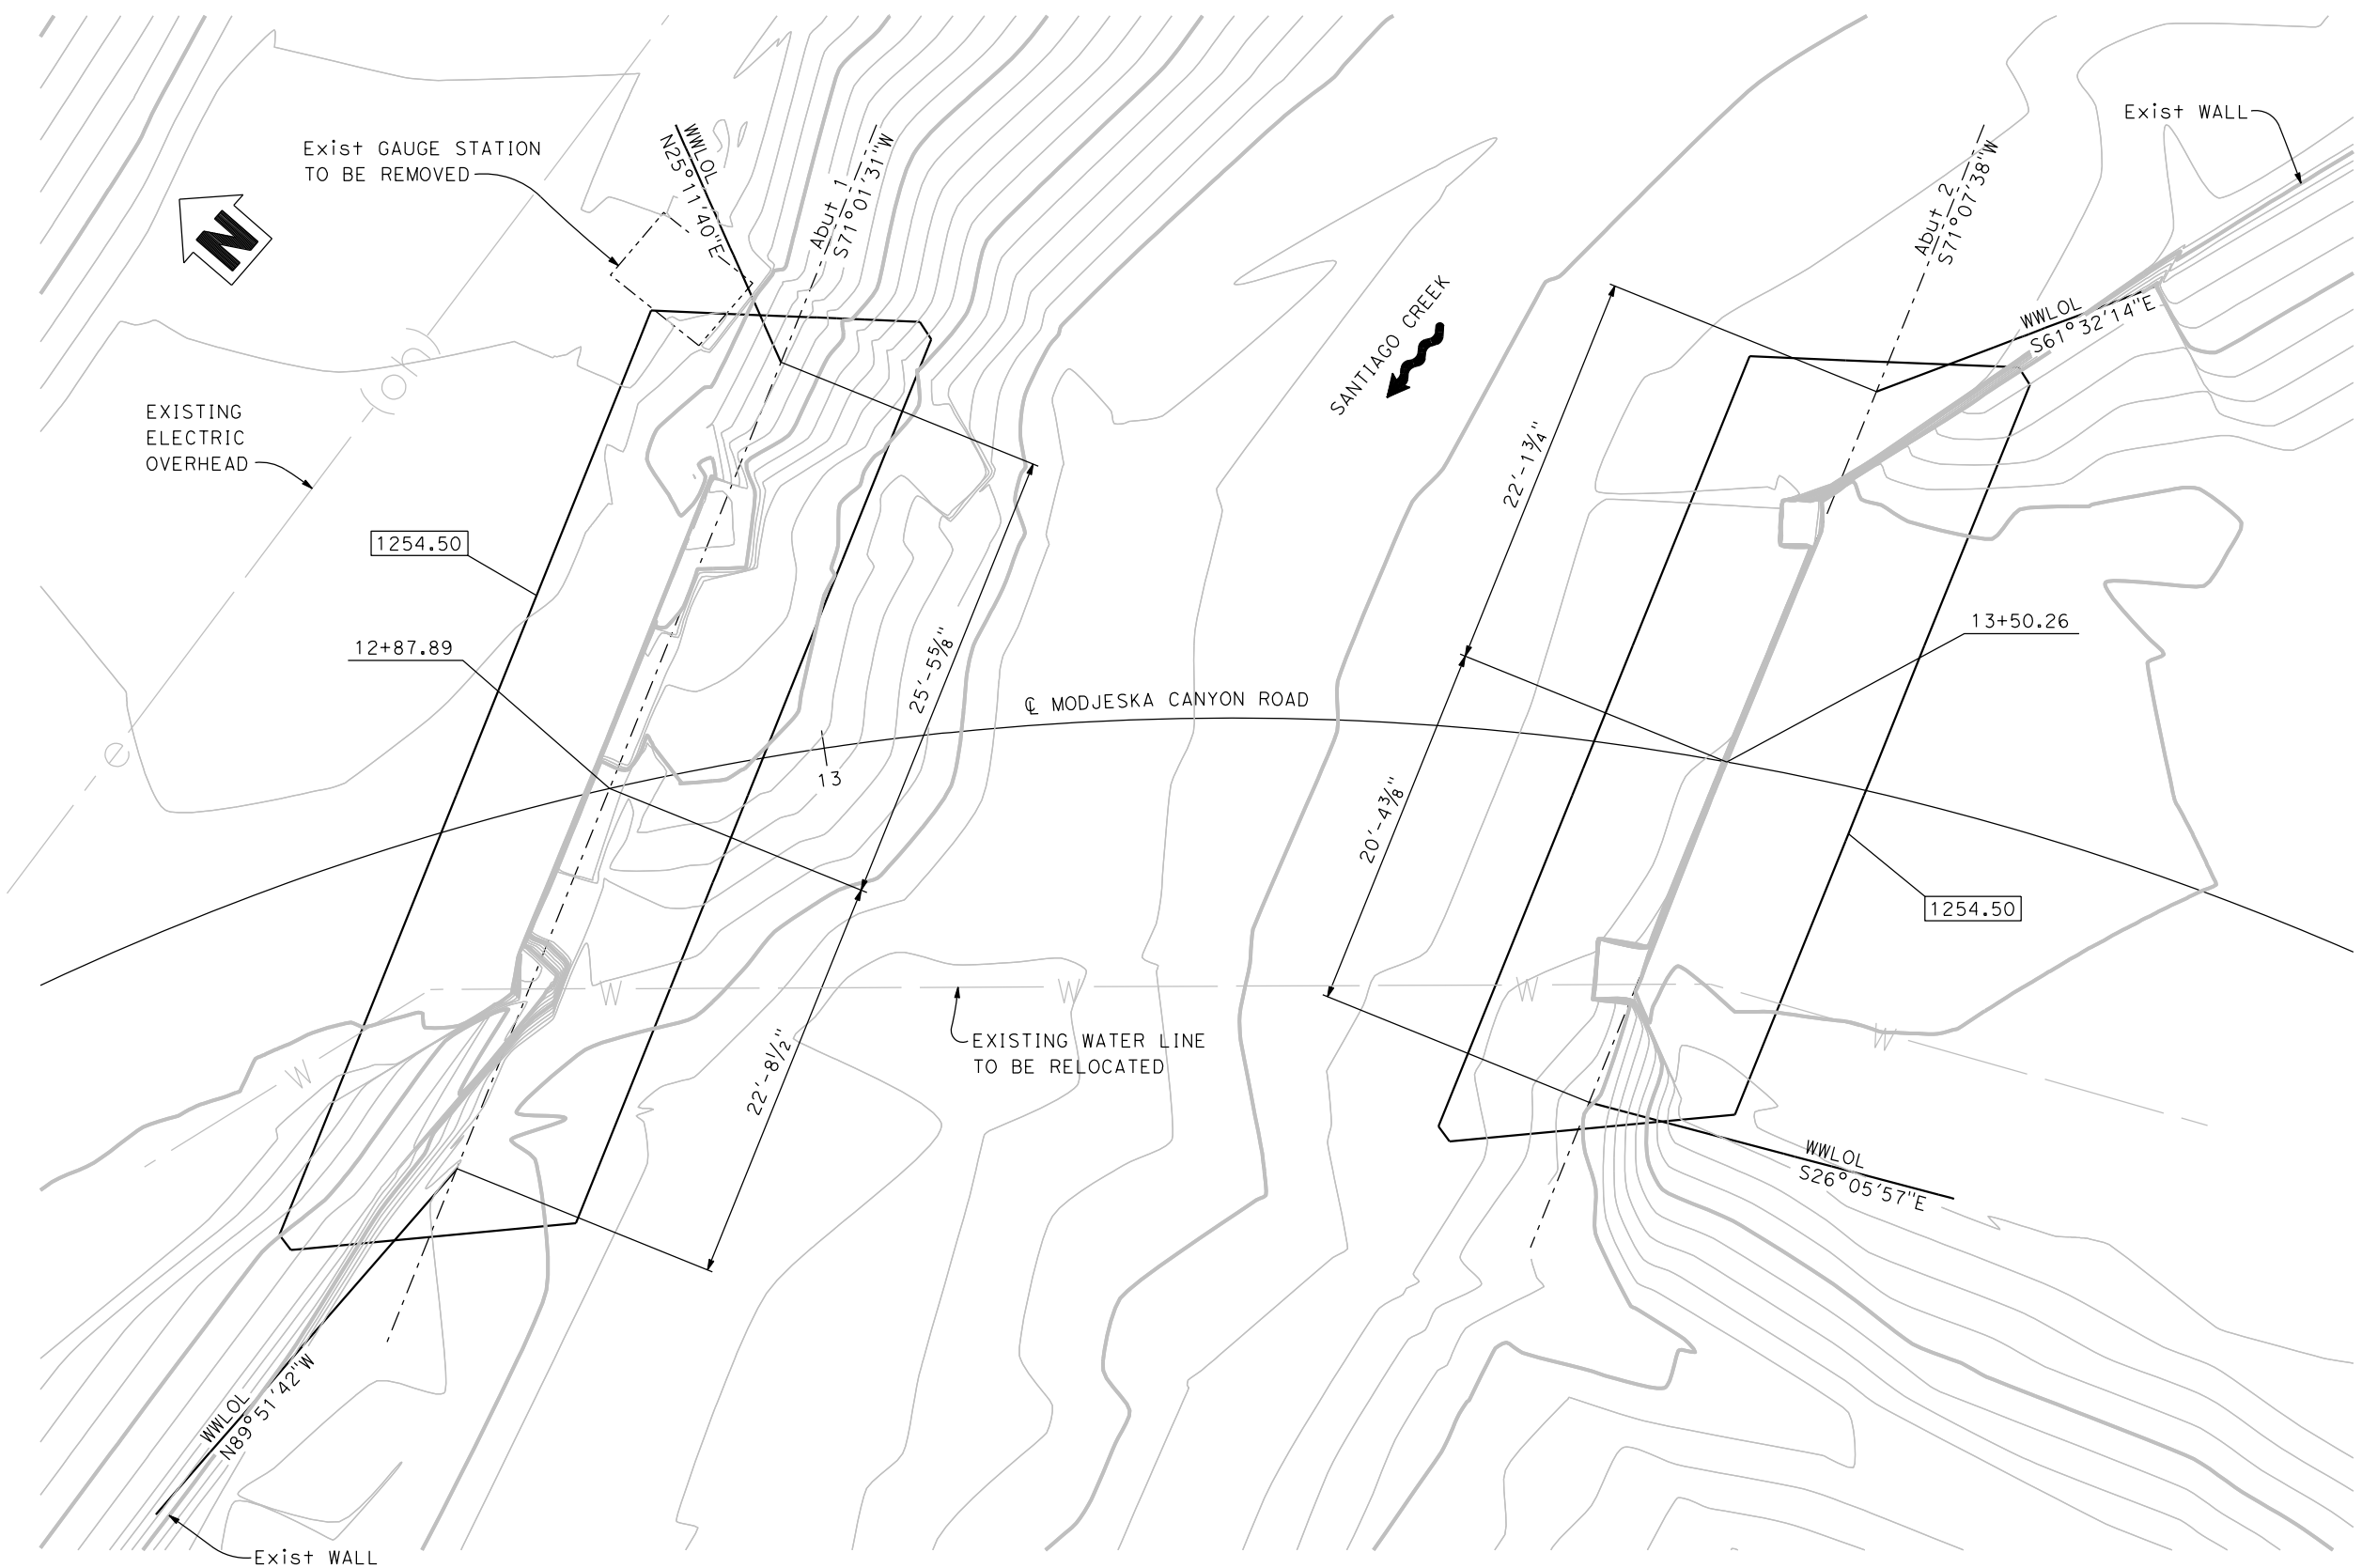 Exist WALL
Exist GAUGE STATION
TO BE REMOVED
WWLOL
N25°11'40"E
Abut 1
S71°01'31"W
Abut 2
S71°07'38"W
N
SANTIAGO CREEK
WWLOL
S61°32'14"E
EXISTING
ELECTRIC
OVERHEAD
(O)
e
22'-1¾"
1254.50
12+87.89
25'-5⅝"
13+50.26
℄ MODJESKA CANYON ROAD
13
20'-4⅜"
1254.50
W
W
W
W
W
EXISTING WATER LINE
TO BE RELOCATED
22'-8½"
WWLOL
S26°05'57"E
WWLOL
N89°51'42"W
Exist WALL